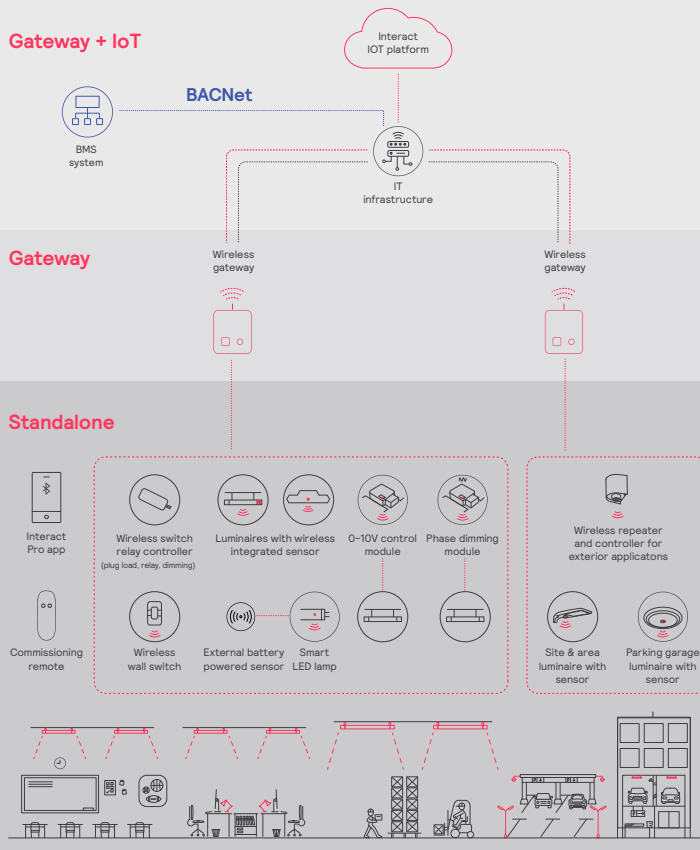 Gateway + IoT
Interact
IOT platform
BACNet
BMS
system
IT
infrastructure
Gateway
Wireless
gateway
Wireless
gateway
Standalone
Interact
Pro app
Wireless switch
relay controller
(plug load, relay, dimming)
Luminaires with wireless
integrated sensor
0-10V control
module
Phase dimming
module
Wireless repeater
and controller for
exterior applicatons
Commissioning
remote
Wireless
wall switch
External battery
powered sensor
Smart
LED lamp
Site & area
luminaire with
sensor
Parking garage
luminaire with
sensor